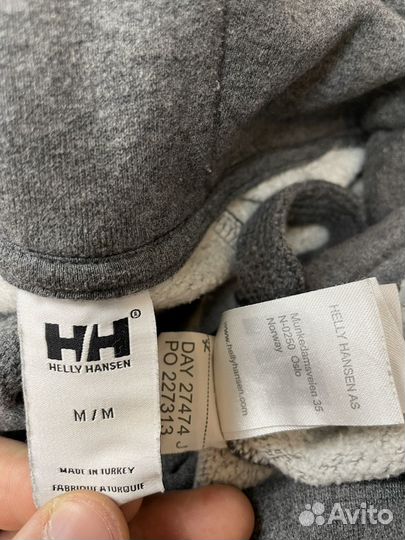 HH®
HELLY HANSEN
M / M
MADE IN TURKEY
FABRIQUE A TURQUIE
DAY 27474 J
PO 227313
www.hellyhansen.
HELLY HANSEN AS
Munkedamsveien 35
N-0250 Oslo
Norway
Avito